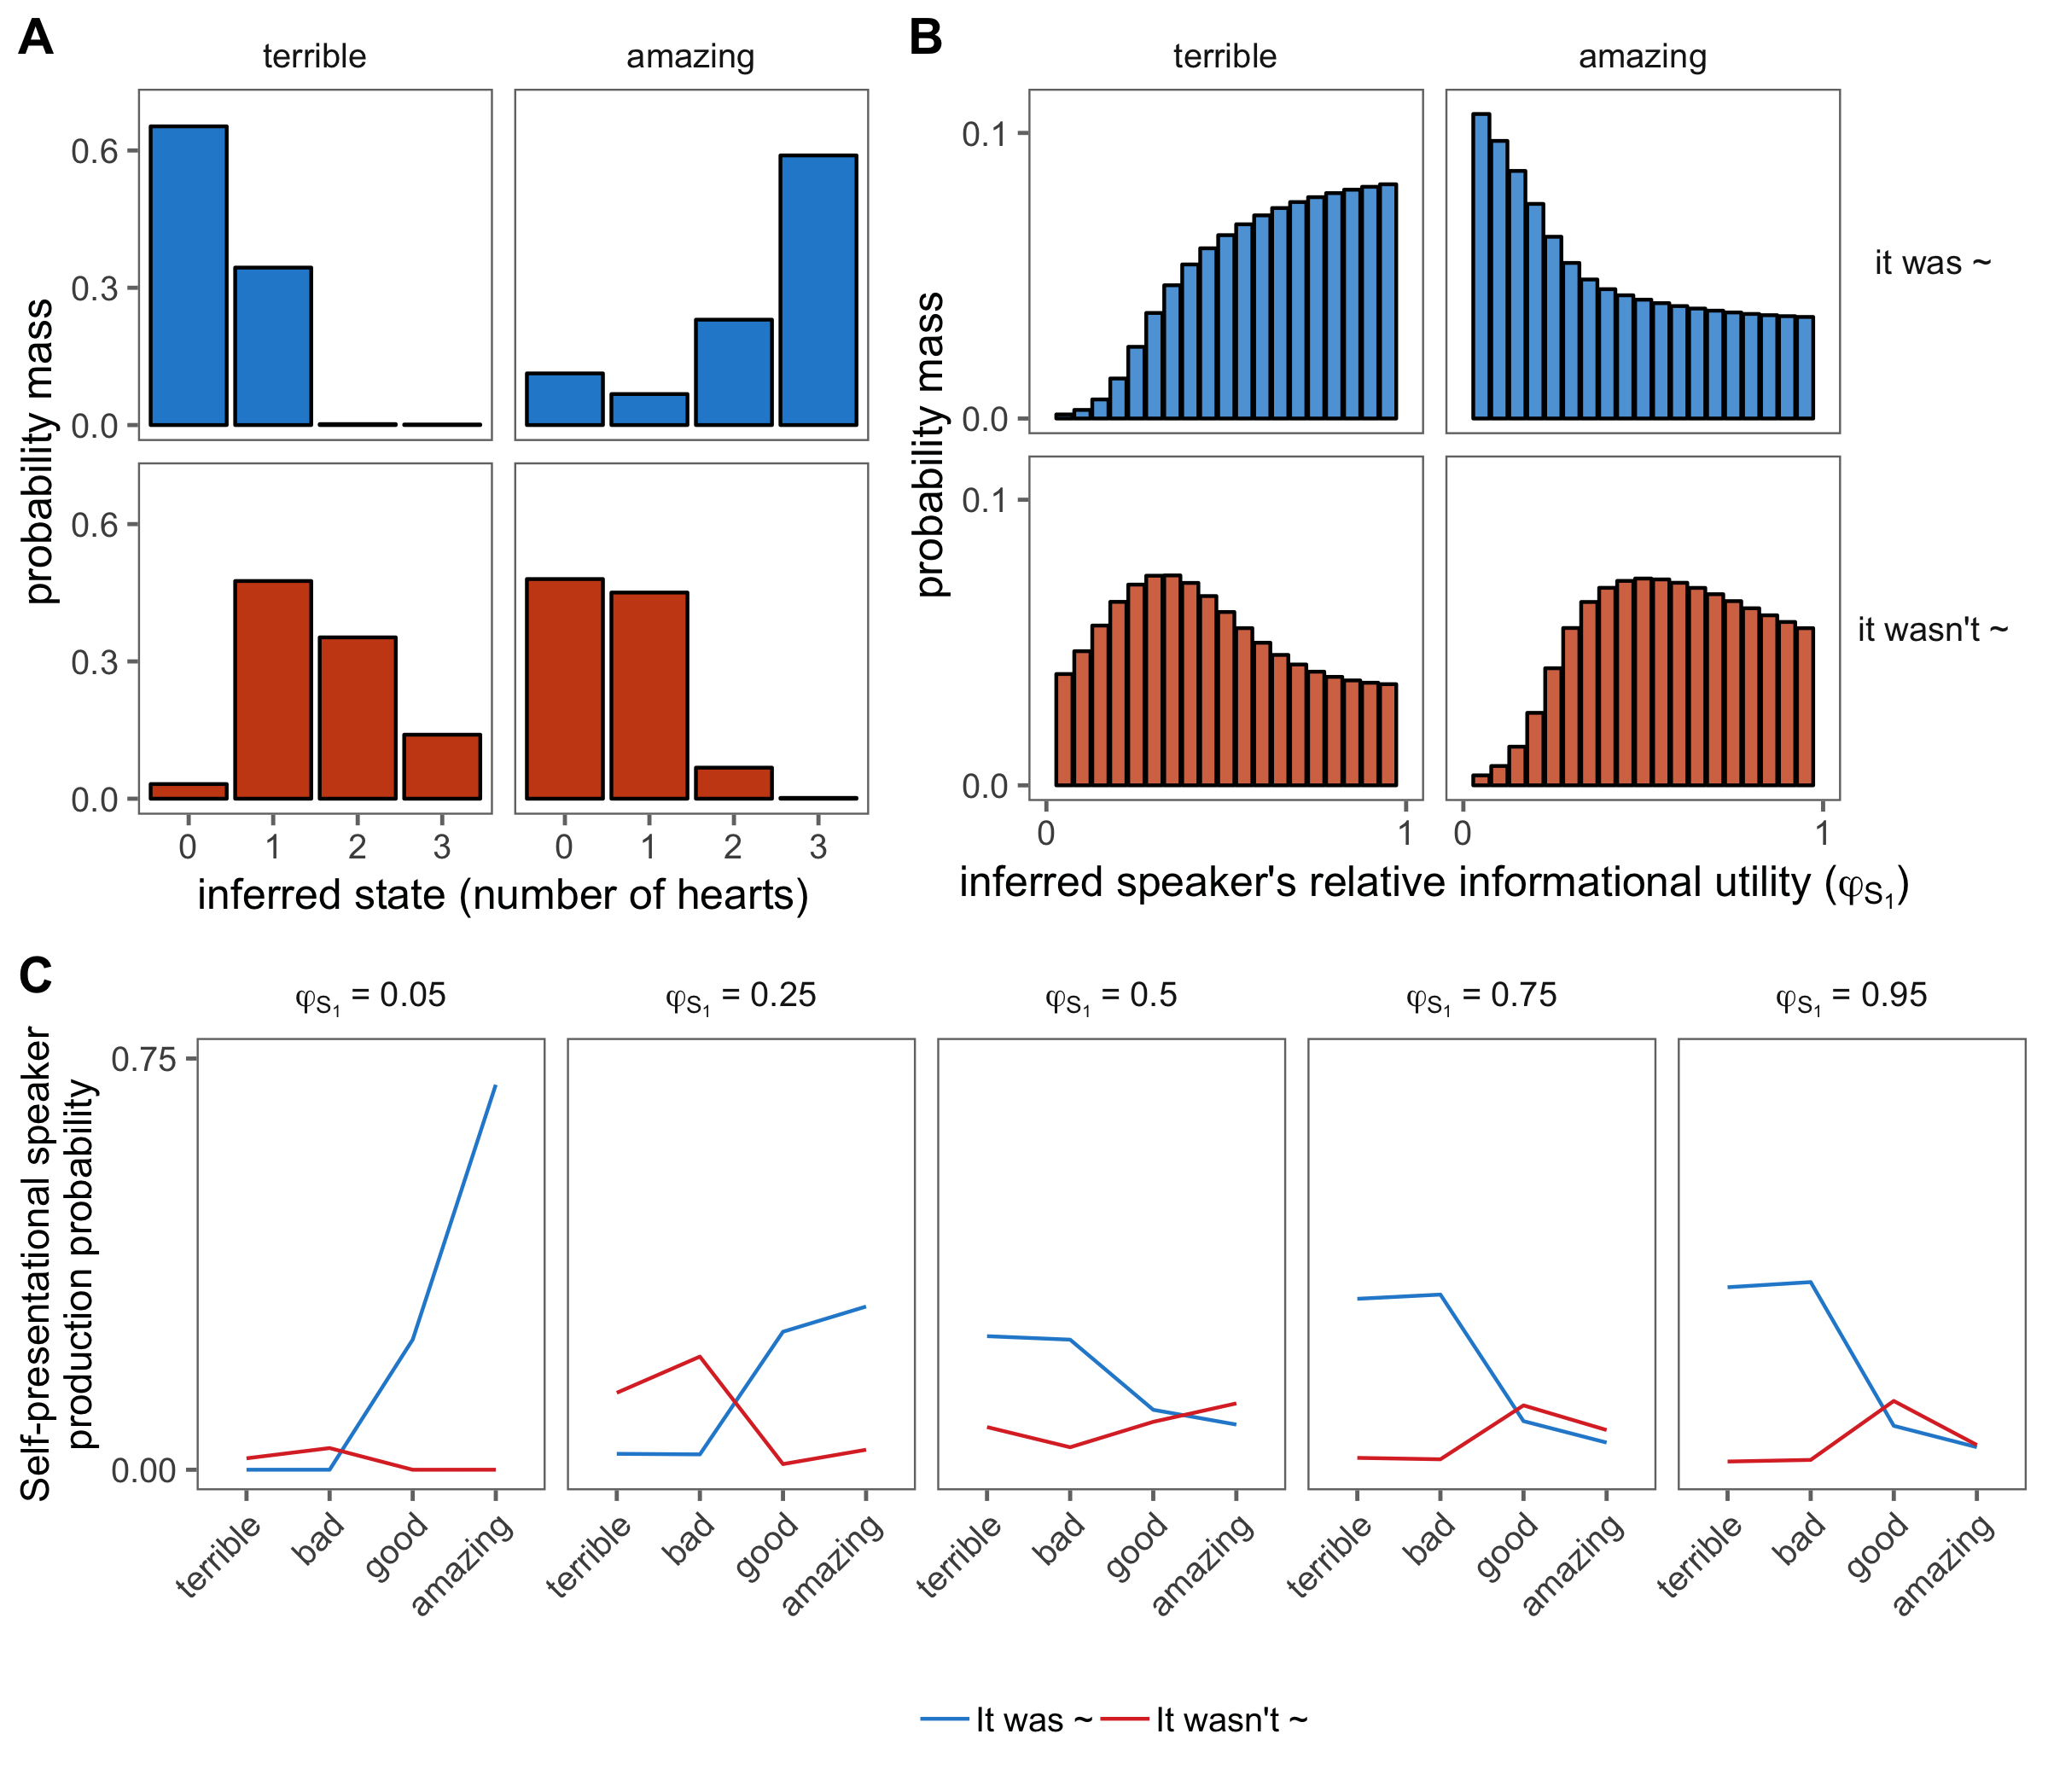 A
terrible
amazing
0.6
0.3
0.0
0.6
0.3
0.0
probability mass
0 1 2 3
0 1 2 3
inferred state (number of hearts)
B
terrible
amazing
0.1
0.0
0.1
0.0
probability mass
it was ~
it wasn't ~
0 1
0 1
inferred speaker's relative informational utility (φS1)
C
φS1 = 0.05
φS1 = 0.25
φS1 = 0.5
φS1 = 0.75
φS1 = 0.95
Self-presentational speaker
production probability
0.75
0.00
terrible bad good amazing
terrible bad good amazing
terrible bad good amazing
terrible bad good amazing
terrible bad good amazing
It was ~ It wasn't ~